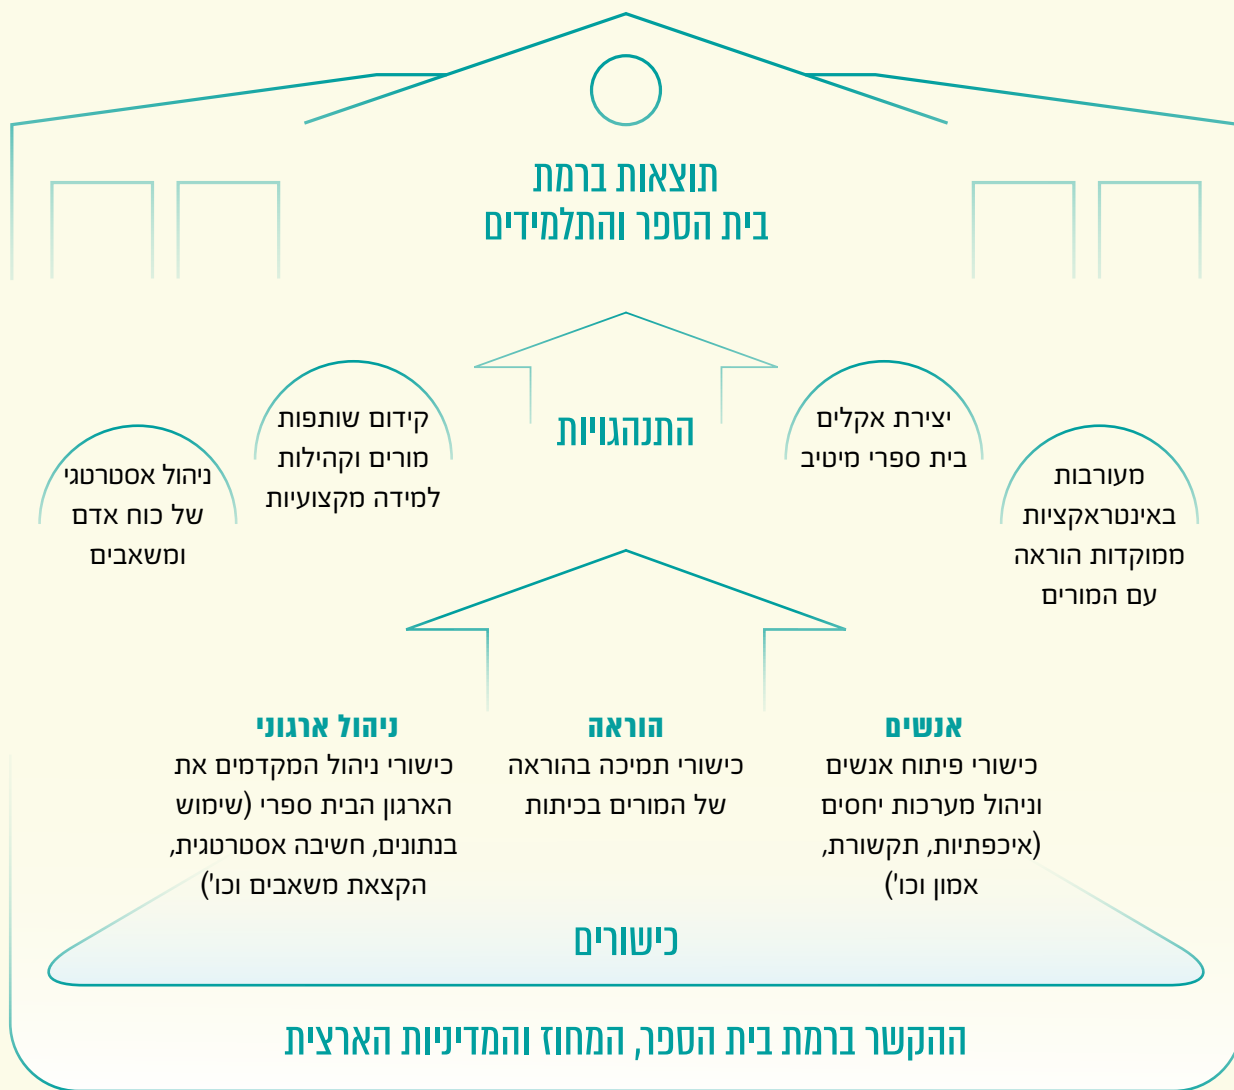 תוצאות ברמת
בית הספר והתלמידים
התנהגויות
מעורבות
באינטראקציות
ממוקדות הוראה
עם המורים
יצירת אקלים
בית ספרי מיטיב
קידום שותפות
מורים וקהילות
למידה מקצועיות
ניהול אסטרטגי
של כוח אדם
ומשאבים
אנשים
כישורי פיתוח אנשים
וניהול מערכות יחסים
(איכפתיות, תקשורת,
אמון וכו')
הוראה
כישורי תמיכה בהוראה
של המורים בכיתות
ניהול ארגוני
כישורי ניהול המקדמים את
הארגון הבית ספרי (שימוש
בנתונים, חשיבה אסטרטגית,
הקצאת משאבים וכו')
כישורים
ההקשר ברמת בית הספר, המחוז והמדיניות הארצית